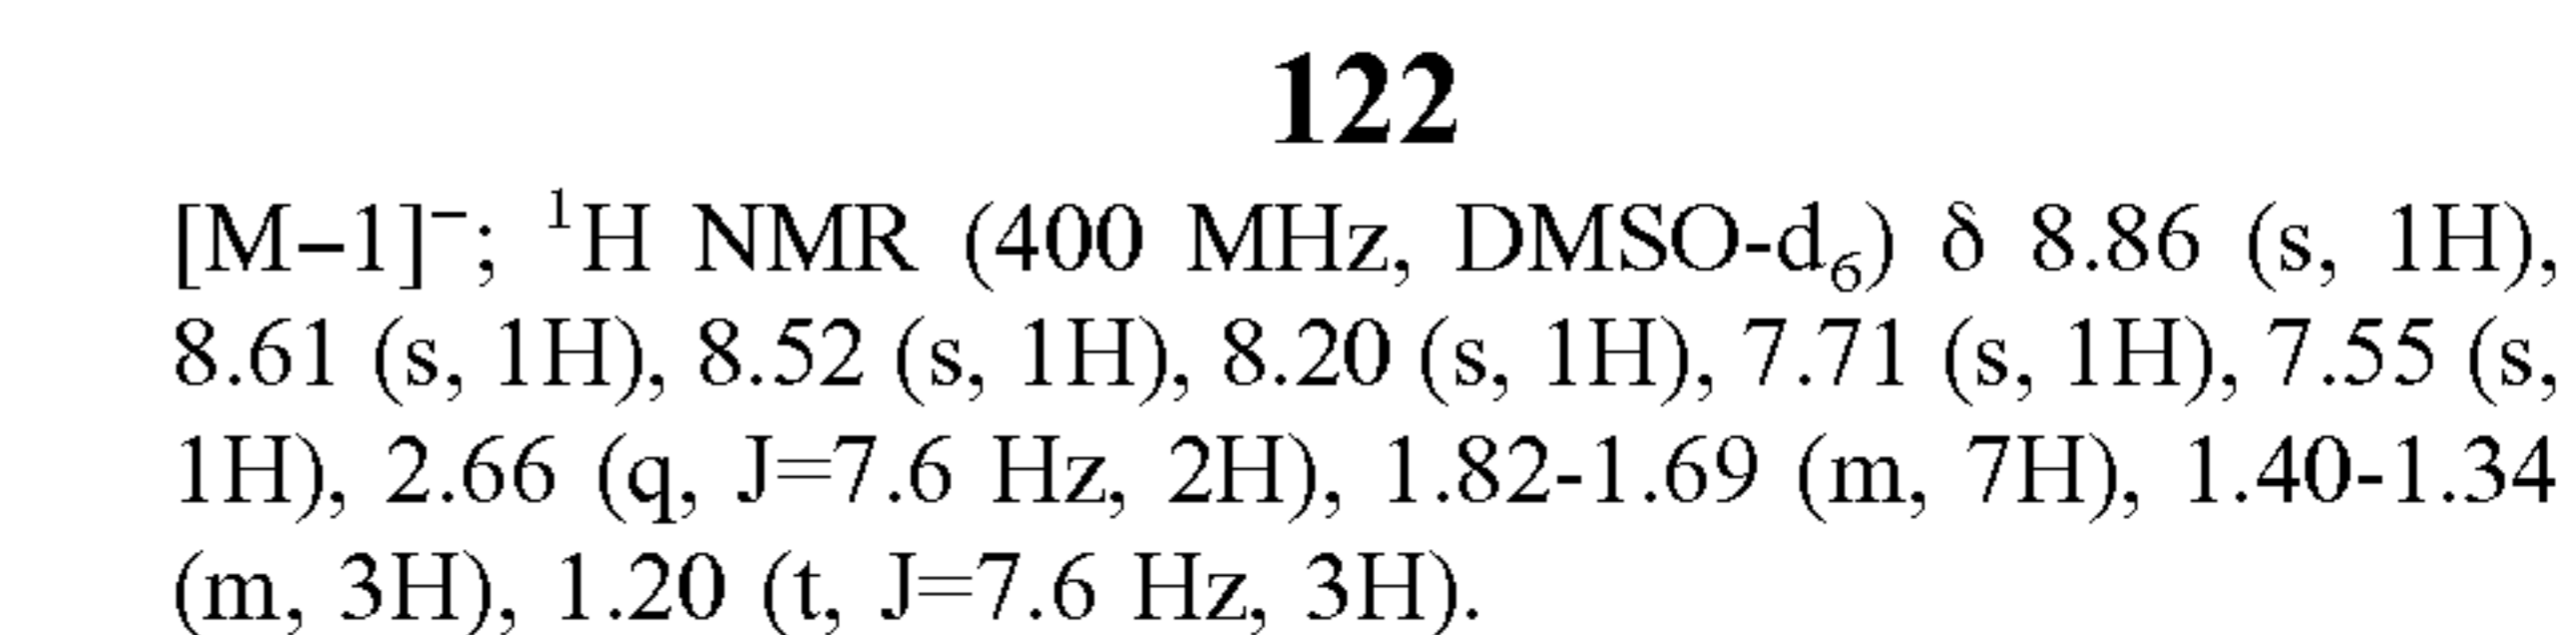 122
[M−1]⁻; ¹H NMR (400 MHz, DMSO-d₆) δ 8.86 (s, 1H),
8.61 (s, 1H), 8.52 (s, 1H), 8.20 (s, 1H), 7.71 (s, 1H), 7.55 (s,
1H), 2.66 (q, J=7.6 Hz, 2H), 1.82-1.69 (m, 7H), 1.40-1.34
(m, 3H), 1.20 (t, J=7.6 Hz, 3H).